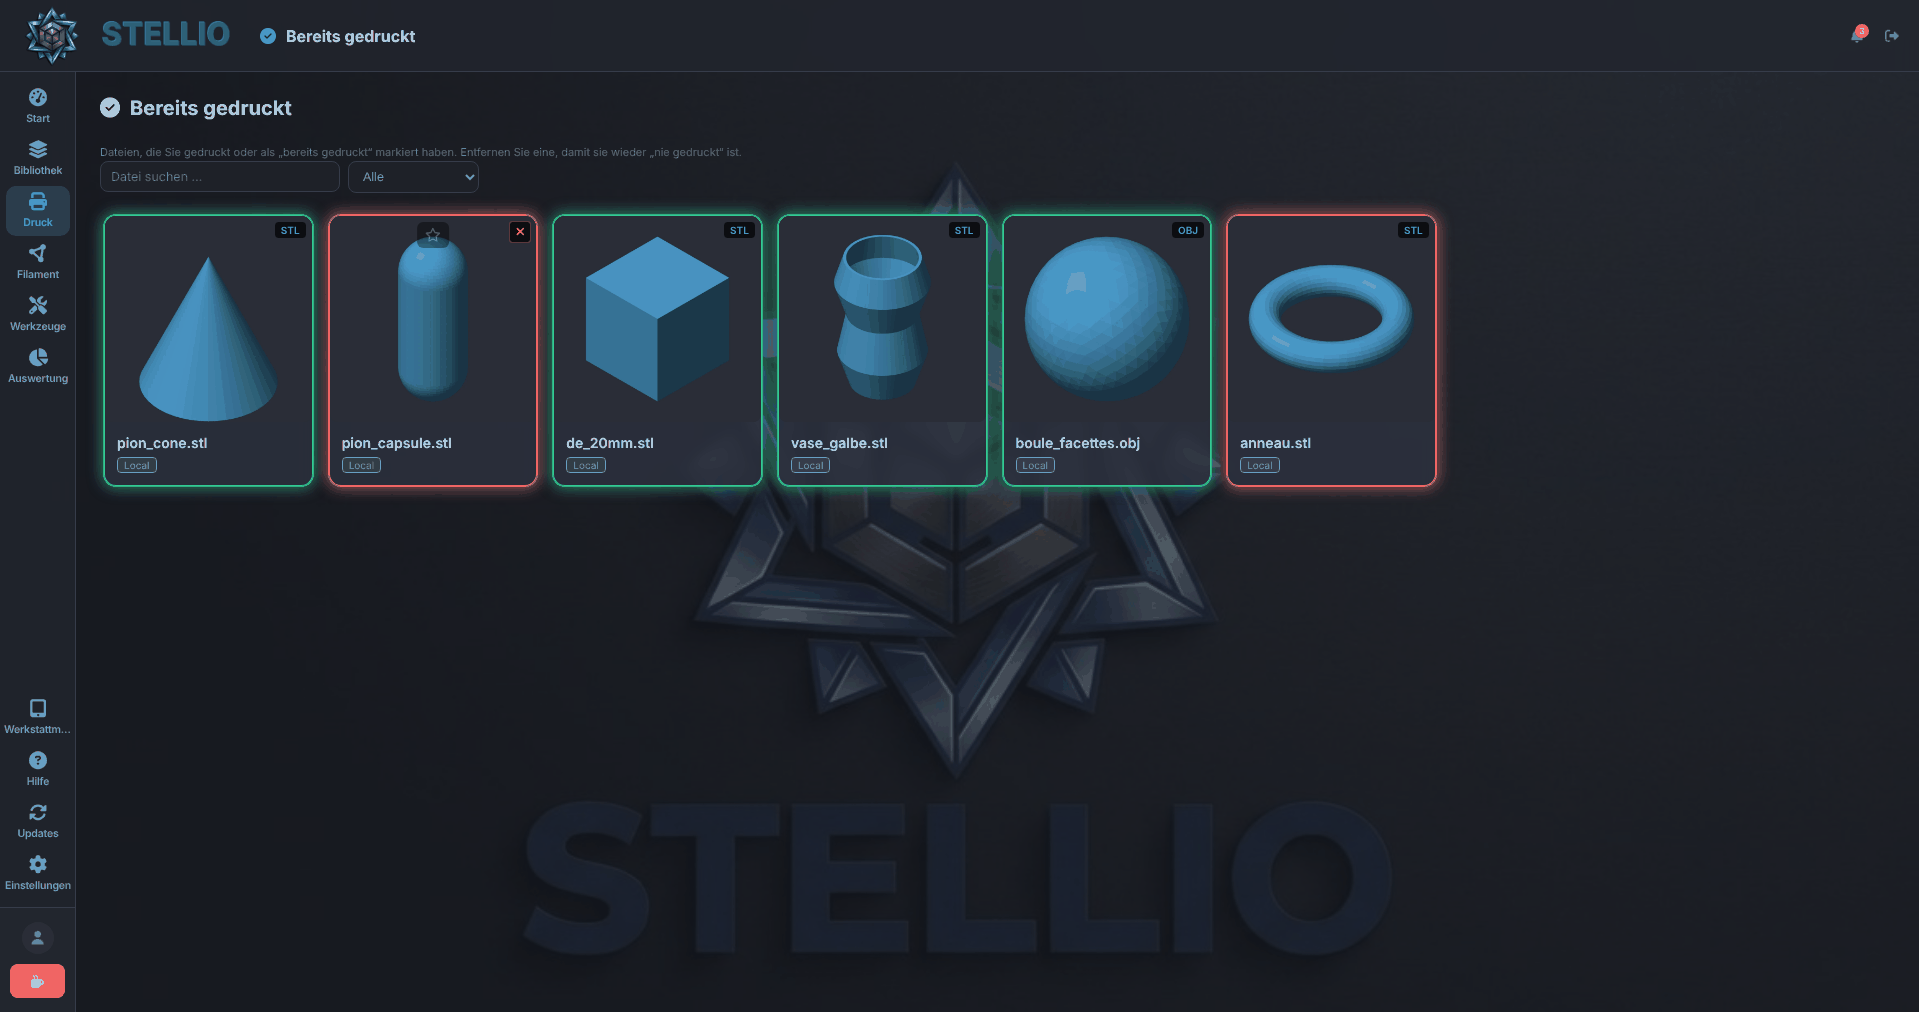 STELLIO
Bereits gedruckt
3
Start
Bibliothek
Druck
Filament
Werkzeuge
Auswertung
Werkstattm...
Hilfe
Updates
Einstellungen
Bereits gedruckt
Dateien, die Sie gedruckt oder als „bereits gedruckt“ markiert haben. Entfernen Sie eine, damit sie wieder „nie gedruckt“ ist.
Datei suchen ...
Alle
STL
pion_cone.stl
Local
pion_capsule.stl
Local
STL
de_20mm.stl
Local
STL
vase_galbe.stl
Local
OBJ
boule_facettes.obj
Local
STL
anneau.stl
Local
STELLIO